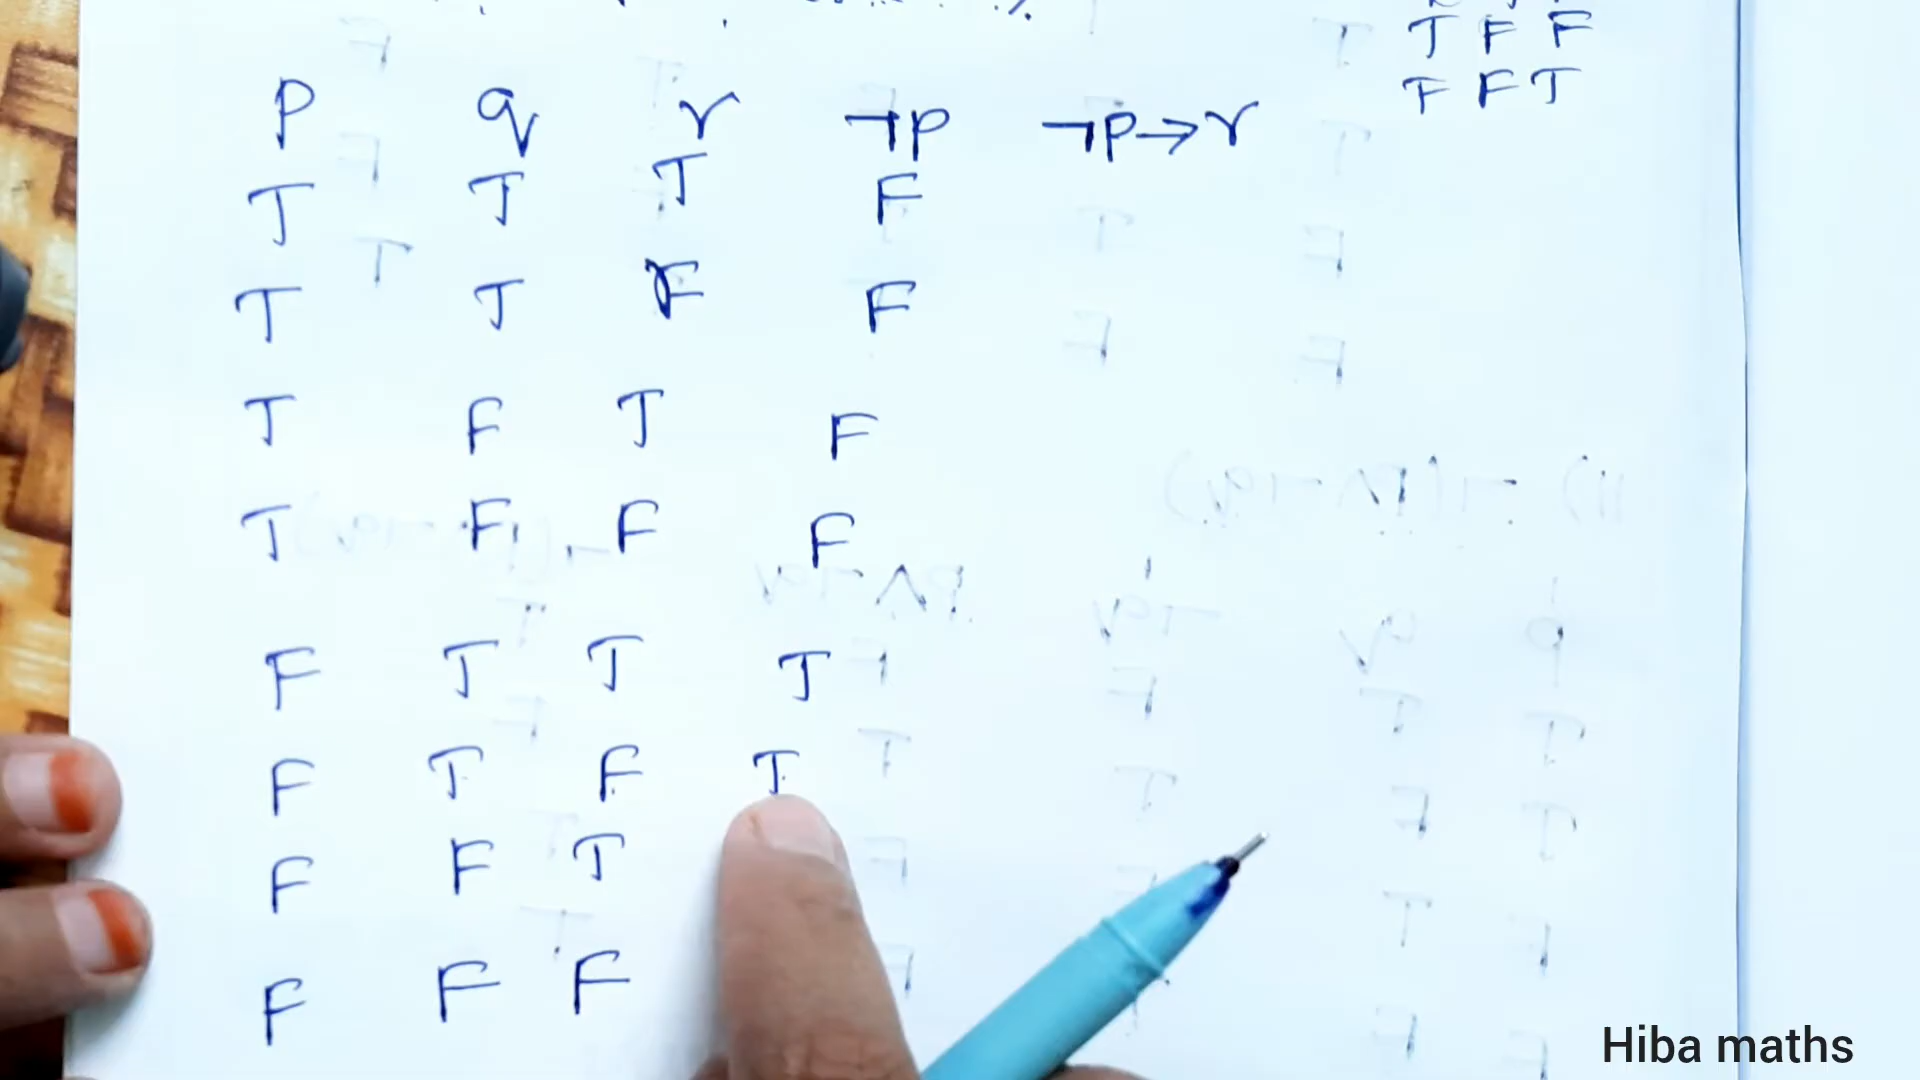 T F F
F F T
p q r ¬p ¬p→r
T T T F
T T F F
T F T F
T F F F
F T T T
F T F T
F F T
F F F
Hiba maths